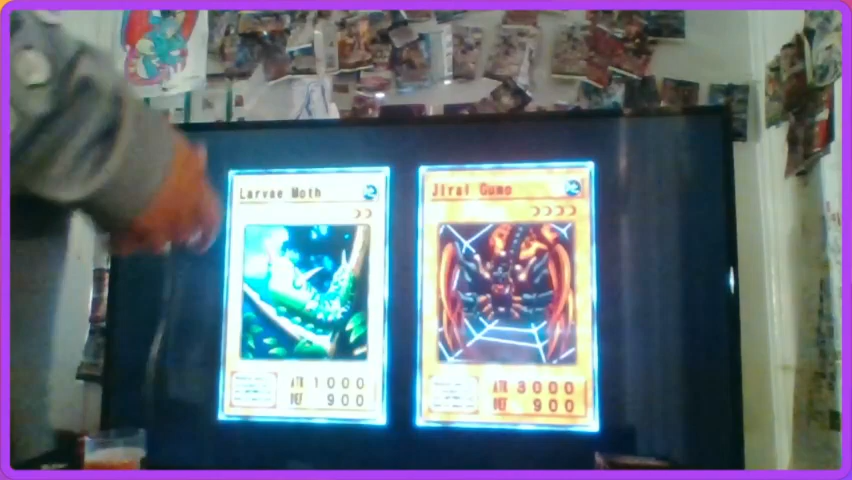 Larvae Moth
ATK 1000
DEF 900
Jirai Gumo
ATK 3000
DEF 900